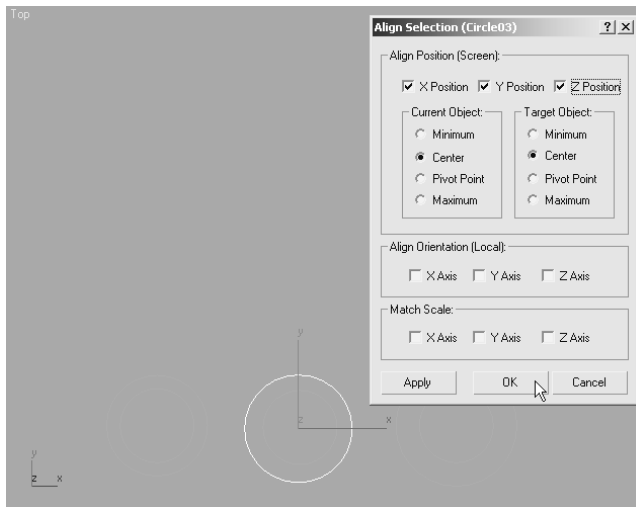 Top
Align Selection (Circle03)
? X
Align Position (Screen):
X Position Y Position Z Position
Current Object: Target Object:
Minimum Minimum
Center Center
Pivot Point Pivot Point
Maximum Maximum
Align Orientation (Local):
X Axis Y Axis Z Axis
Match Scale:
X Axis Y Axis Z Axis
Apply OK Cancel
y
z x
y
z x